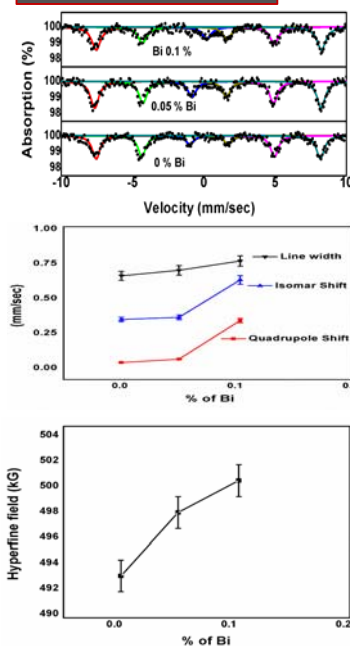 100
99
98
Bi 0.1 %
Absorption (%)
100
99
98
0.05 % Bi
100
99
98
0 % Bi
-10 -5 0 5 10
Velocity (mm/sec)
1.00
0.75
0.50
0.25
0.00
(mm/sec)
Line width
Isomar Shift
Quadrupole Shift
0.0 0.1 0.
% of Bi
504
502
500
498
496
494
492
490
Hyperfine field (kG)
0.0 0.1 0.2
% of Bi